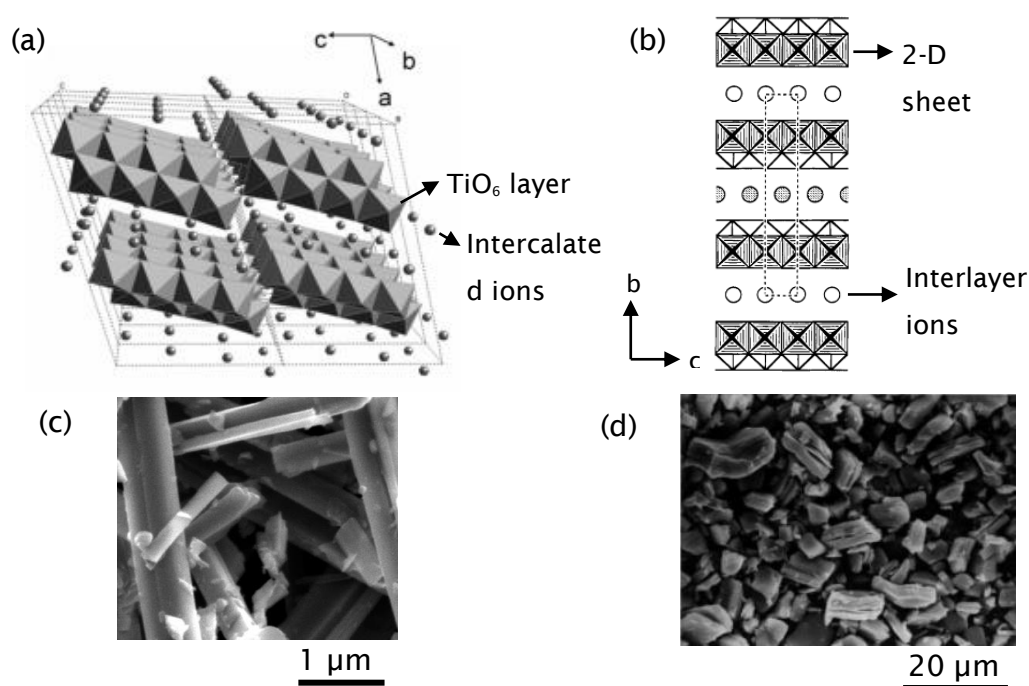 (a)
c
b
a
TiO₆ layer
Intercalate
d ions
(b)
2-D
sheet
Interlayer
ions
b
c
(c)
1 μm
(d)
20 μm